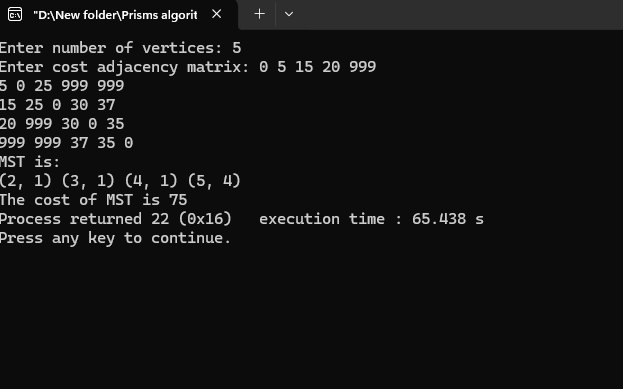 "D:\New folder\Prisms algorit
Enter number of vertices: 5
Enter cost adjacency matrix: 0 5 15 20 999
5 0 25 999 999
15 25 0 30 37
20 999 30 0 35
999 999 37 35 0
MST is:
(2, 1) (3, 1) (4, 1) (5, 4)
The cost of MST is 75
Process returned 22 (0x16)   execution time : 65.438 s
Press any key to continue.